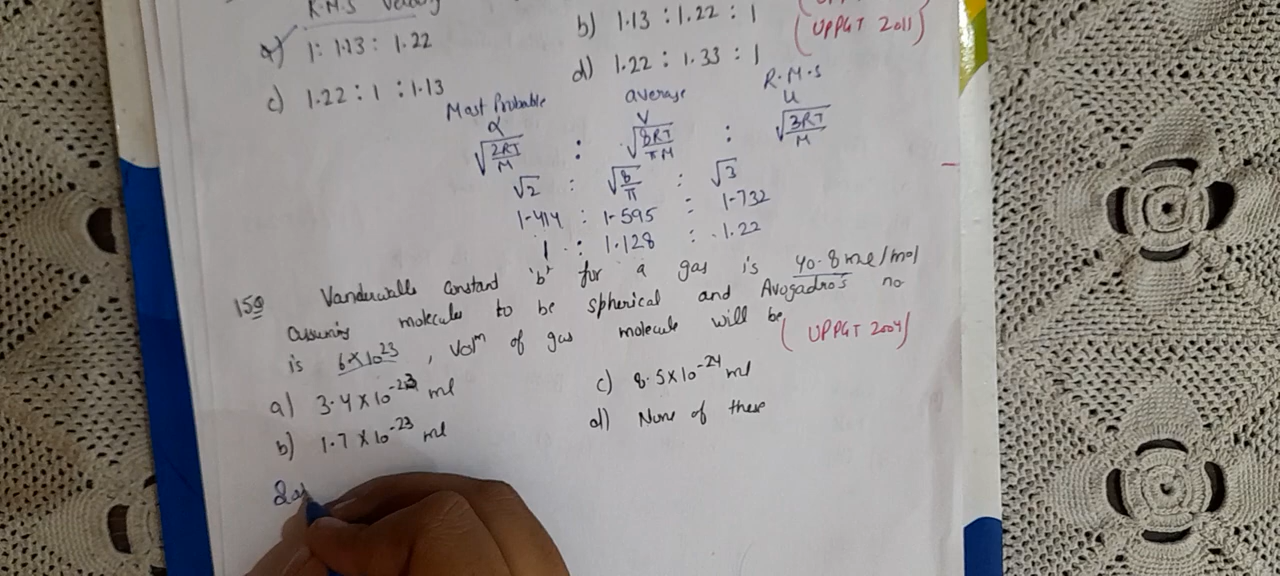 R.M.S
a) 1 : 1.13 : 1.22
b) 1.13 : 1.22 : 1
(UPPGT 2011)
c) 1.22 : 1 : 1.13
d) 1.22 : 1.33 : 1
Most Probable average R.M.S
α V u
√2RT/M : √8RT/πM : √3RT/M
√2 : √8/π : √3
1.414 : 1.595 : 1.732
1 : 1.128 : 1.22
Vanderwalls constant 'b' for a gas is 40.8 ml/mol
assuming molecules to be spherical and Avogadro's no
is 6×10^23, Volm of gas molecule will be
(UPPGT 2004)
a) 3.4×10^-23 ml
c) 8.5×10^-24 ml
b) 1.7×10^-23 ml
d) None of these